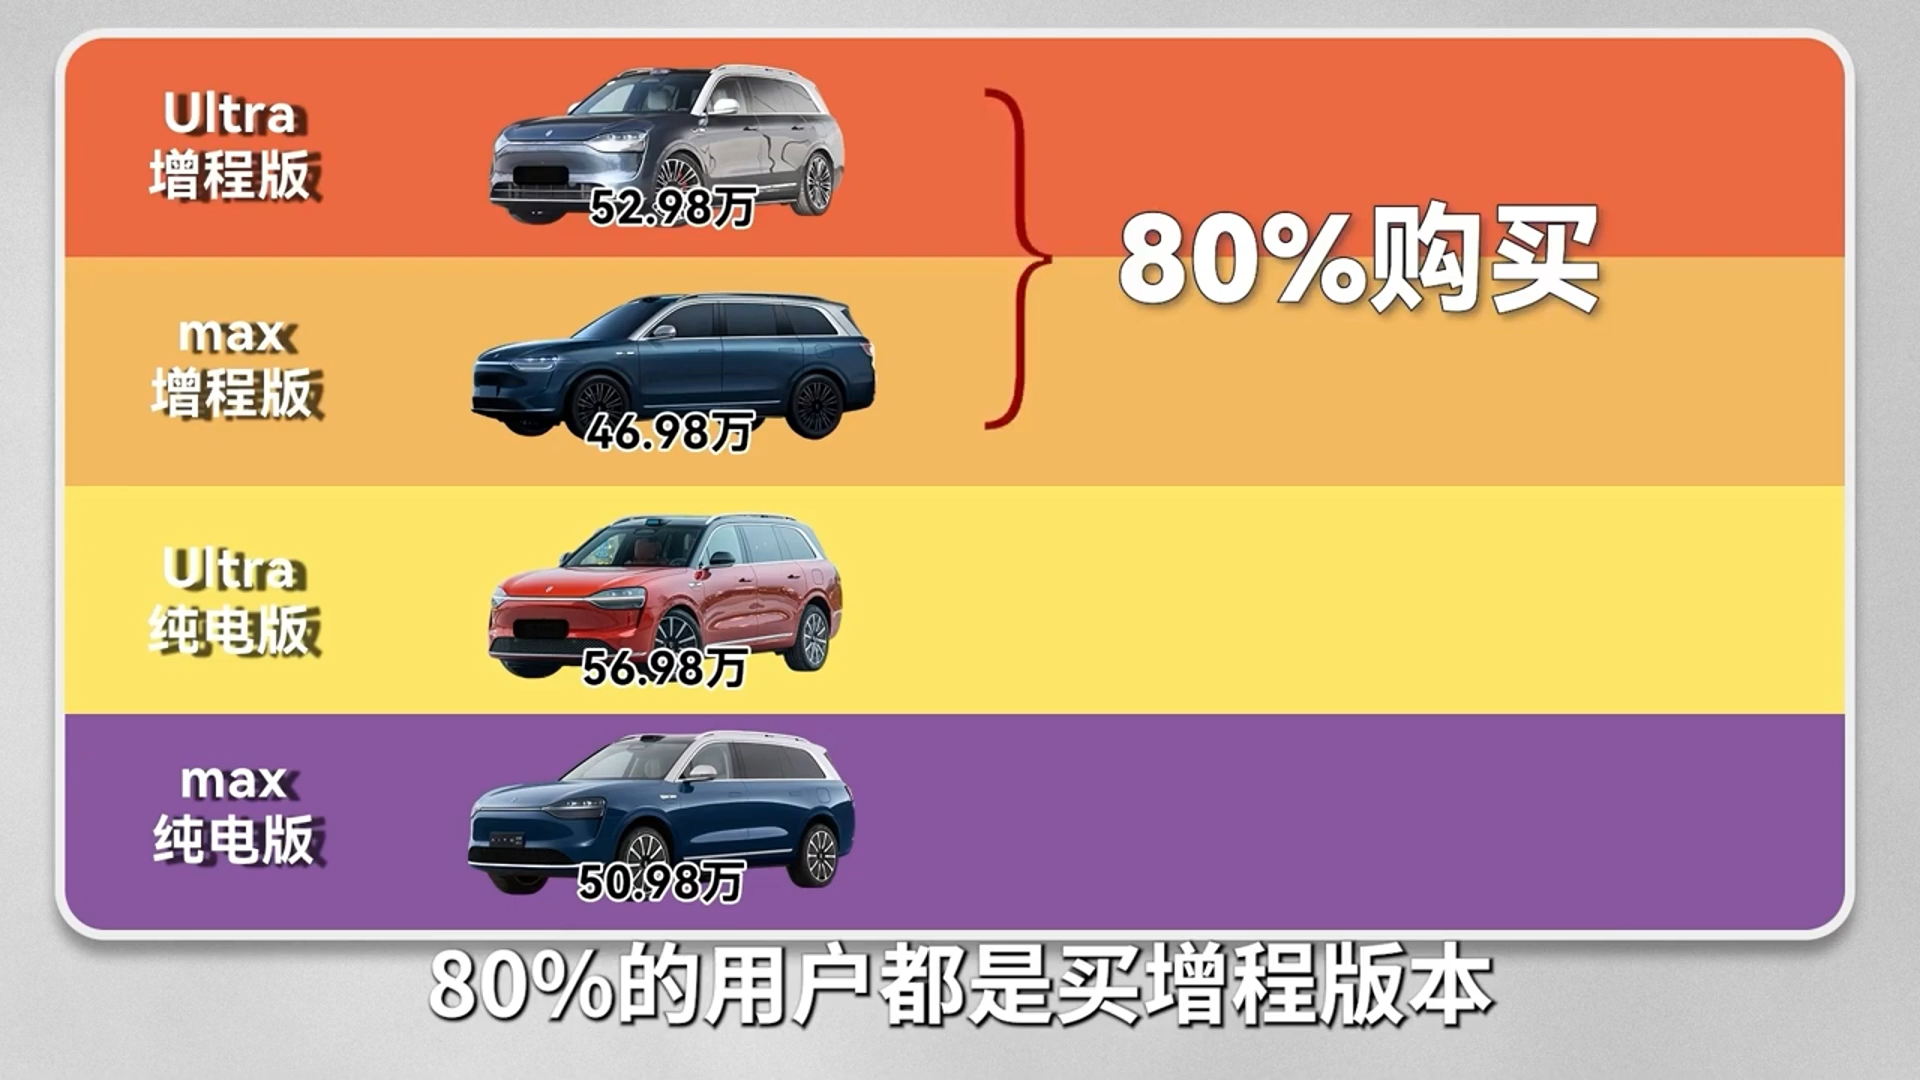 Ultra
增程版
52.98万
80%购买
max
增程版
46.98万
Ultra
纯电版
56.98万
max
纯电版
50.98万
80%的用户都是买增程版本